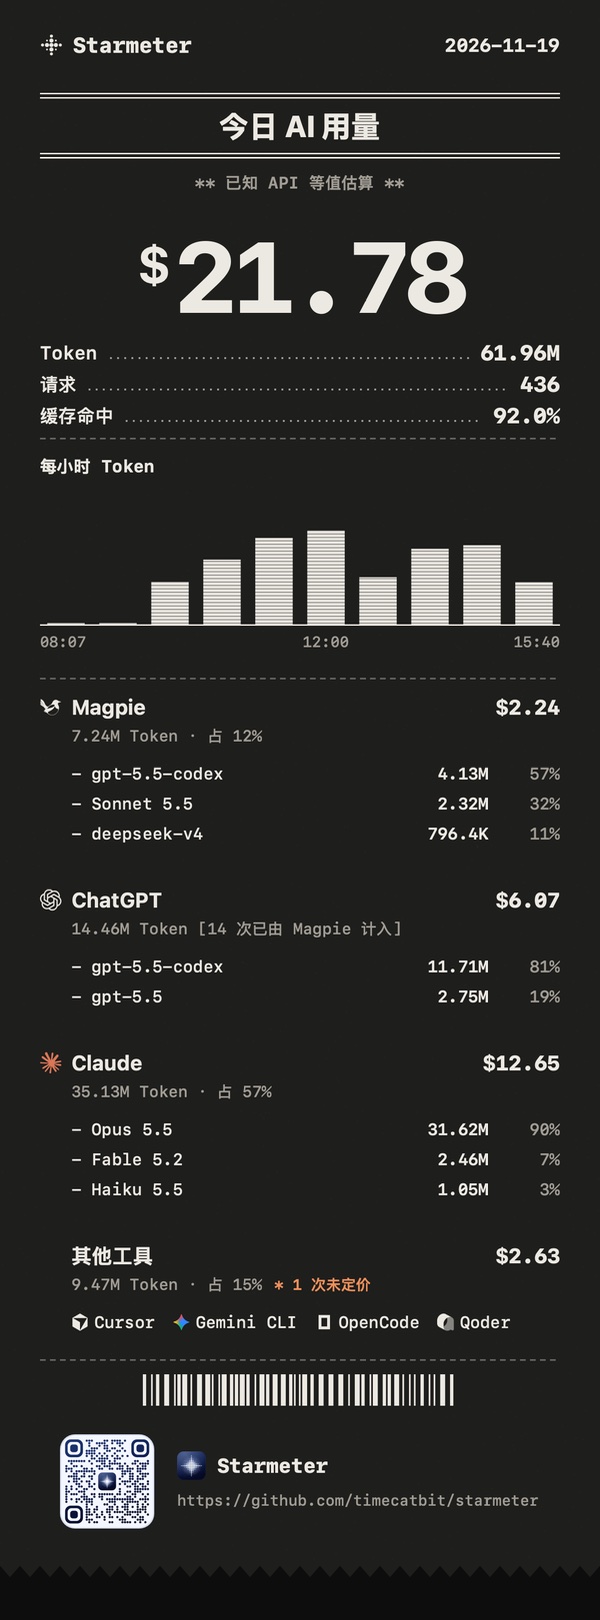 Starmeter 2026-11-19
今日 AI 用量
** 已知 API 等值估算 **
$21.78
Token 61.96M
请求 436
缓存命中 92.0%
每小时 Token
08:07 12:00 15:40
Magpie $2.24
7.24M Token · 占 12%
– gpt-5.5-codex 4.13M 57%
– Sonnet 5.5 2.32M 32%
– deepseek-v4 796.4K 11%
ChatGPT $6.07
14.46M Token [14 次已由 Magpie 计入]
– gpt-5.5-codex 11.71M 81%
– gpt-5.5 2.75M 19%
Claude $12.65
35.13M Token · 占 57%
– Opus 5.5 31.62M 90%
– Fable 5.2 2.46M 7%
– Haiku 5.5 1.05M 3%
其他工具 $2.63
9.47M Token · 占 15% * 1 次未定价
Cursor Gemini CLI OpenCode Qoder
Starmeter
https://github.com/timecatbit/starmeter